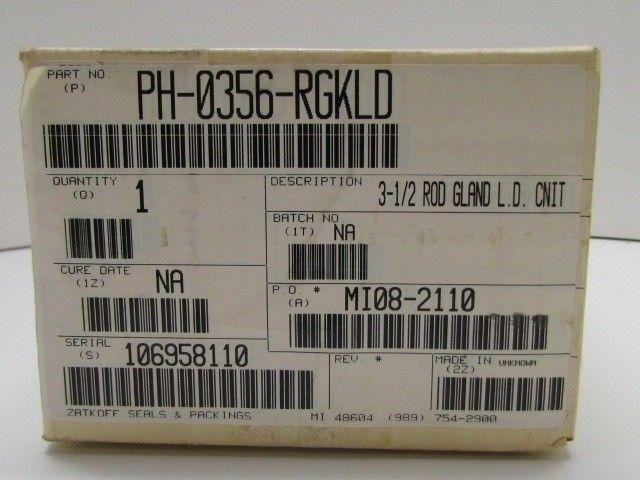 PART NO.
(P)
PH-0356-RGKLD
QUANTITY
(Q)
1
DESCRIPTION
3-1/2 ROD GLAND L.D. CNIT
BATCH NO
(1T)
NA
CURE DATE
(1Z)
NA
P.O. #
(A)
MI08-2110
SERIAL
(S)
106958110
REV. #
MADE IN UNKNOWN
(2Z)
ZATKOFF SEALS & PACKINGS MI 48604 (989) 754-2900